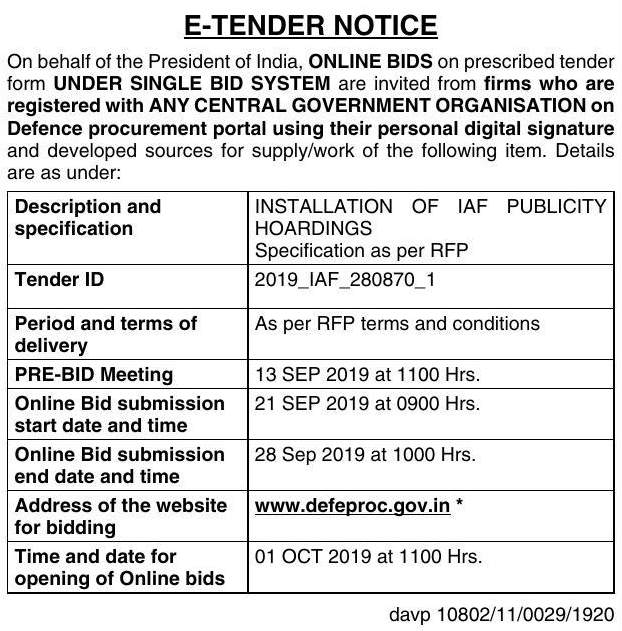 E-TENDER NOTICE
On behalf of the President of India, ONLINE BIDS on prescribed tender
form UNDER SINGLE BID SYSTEM are invited from firms who are
registered with ANY CENTRAL GOVERNMENT ORGANISATION on
Defence procurement portal using their personal digital signature
and developed sources for supply/work of the following item. Details
are as under:
Description and
specification
INSTALLATION OF IAF PUBLICITY
HOARDINGS
Specification as per RFP
Tender ID
2019_IAF_280870_1
Period and terms of
delivery
As per RFP terms and conditions
PRE-BID Meeting
13 SEP 2019 at 1100 Hrs.
Online Bid submission
start date and time
21 SEP 2019 at 0900 Hrs.
Online Bid submission
end date and time
28 Sep 2019 at 1000 Hrs.
Address of the website
for bidding
www.defeproc.gov.in *
Time and date for
opening of Online bids
01 OCT 2019 at 1100 Hrs.
davp 10802/11/0029/1920